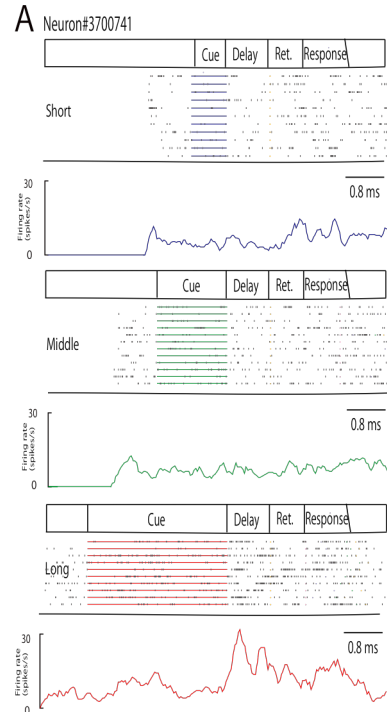 A Neuron#3700741
Cue Delay Ret. Response
Short
30
0
Firing rate
(spikes/s)
0.8 ms
Cue Delay Ret. Response
Middle
30
0
Firing rate
(spikes/s)
0.8 ms
Cue Delay Ret. Response
Long
30
0
Firing rate
(spikes/s)
0.8 ms